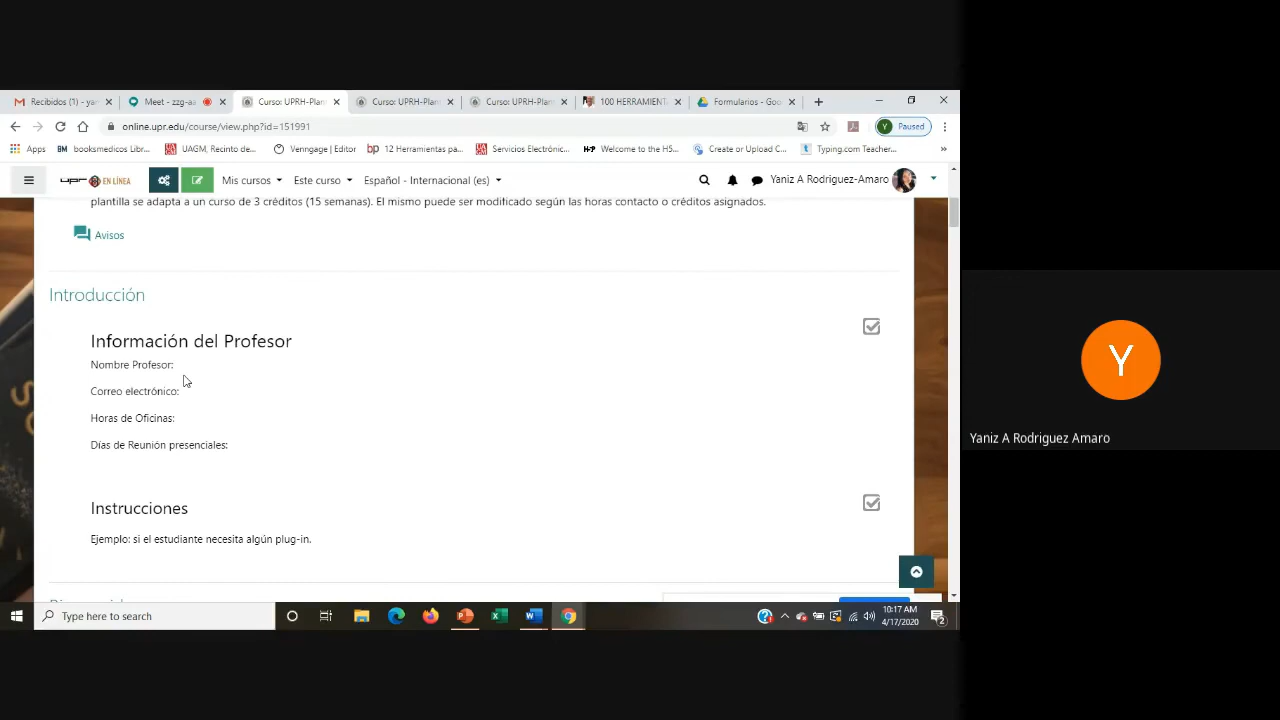 Recibidos (1) - ya
Meet - zzg-a
Curso: UPRH-Plan
Curso: UPRH-Plan
Curso: UPRH-Plan
100 HERRAMIENT
Formularios - Goo
online.upr.edu/course/view.php?id=151991
Y
Paused
Apps
BM booksmedicos Libr...
UAGM, Recinto de...
Venngage | Editor
bp 12 Herramientas pa...
Servicios Electrónic...
H-P Welcome to the H5...
Create or Upload C...
Typing.com Teacher...
»
upr EN LÍNEA
Mis cursos
Este curso
Español - Internacional (es)
Yaniz A Rodriguez-Amaro
plantilla se adapta a un curso de 3 créditos (15 semanas). El mismo puede ser modificado según las horas contacto o créditos asignados.
Avisos
Introducción
Información del Profesor
Nombre Profesor:
Correo electrónico:
Horas de Oficinas:
Días de Reunión presenciales:
Instrucciones
Ejemplo: si el estudiante necesita algún plug-in.
Type here to search
10:17 AM
4/17/2020
2
Y
Yaniz A Rodriguez Amaro